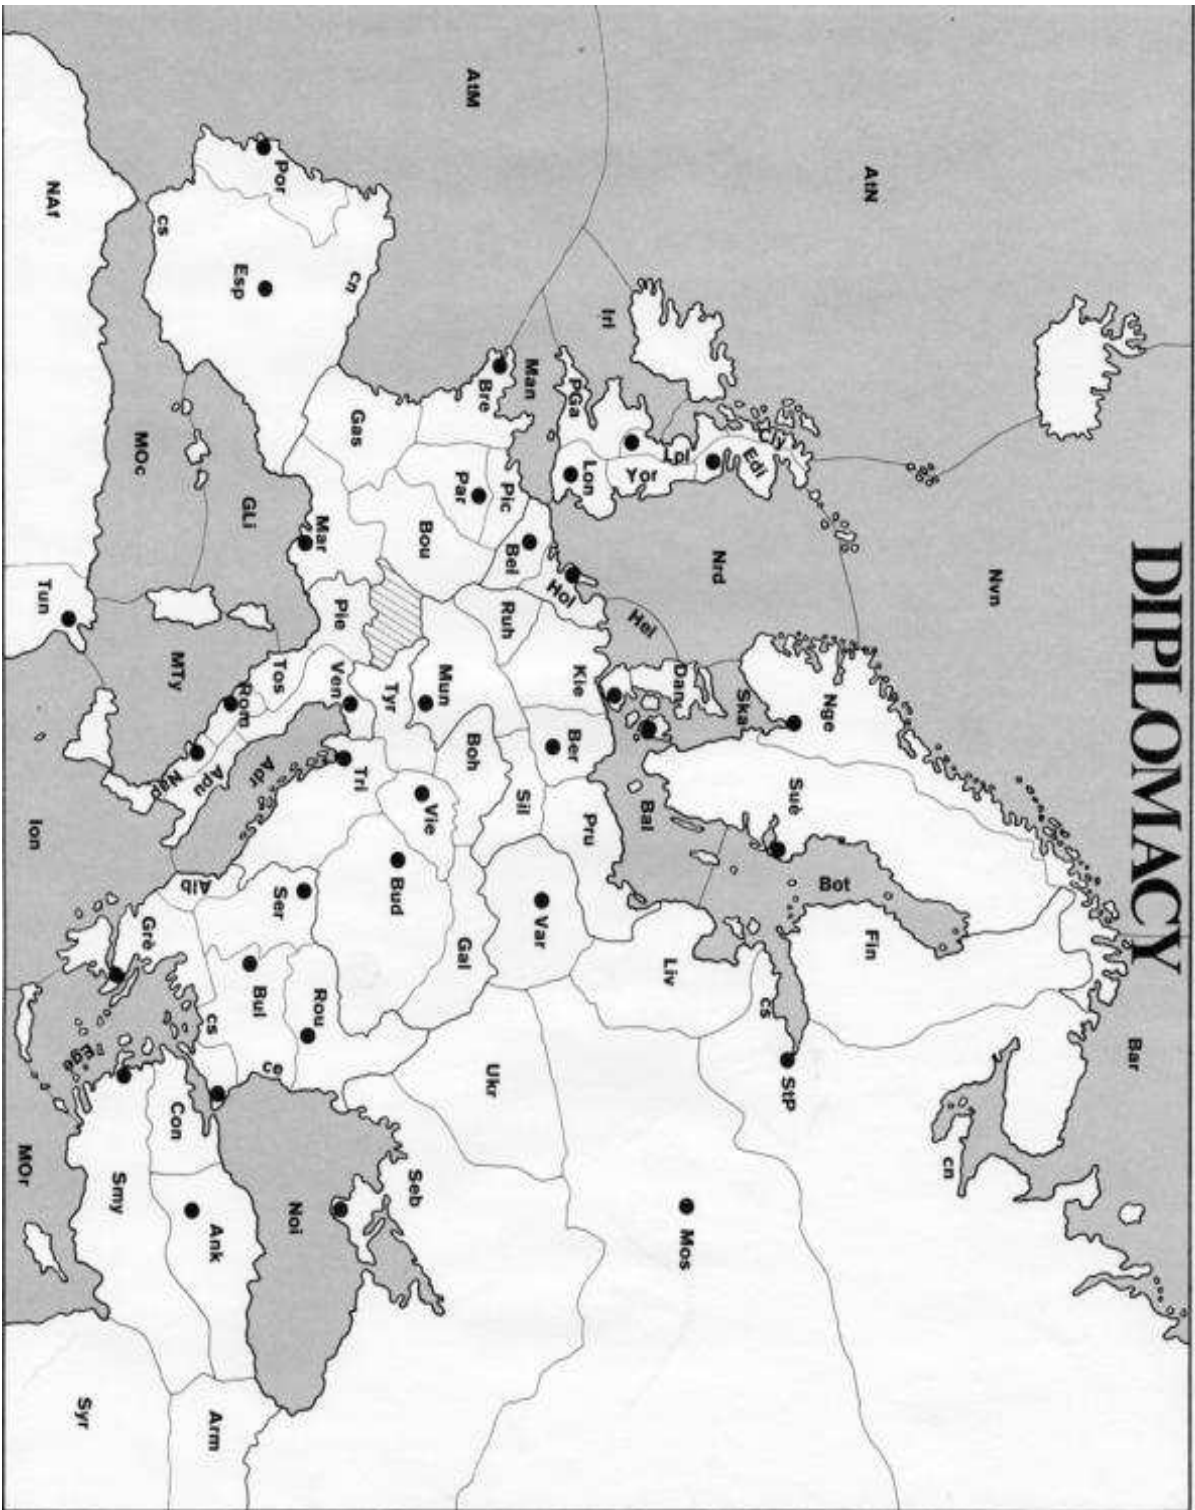 DIPLOMACY
Bar
Nvn
AtN
cn
Nge
Fin
Suè
Bot
StP
cs
Cly
Edi
Nrd
Ska
Dan
Hel
Liv
Mos
Bal
Irl
Lpl
Yor
PGa
Lon
Man
Hol
Kie
Ber
Pru
Var
AtM
Bre
Pic
Bel
Ruh
Sil
Ukr
Par
Bou
Mun
Boh
Gal
Gas
Tyr
Vie
Bud
Seb
cn
Por
Esp
cs
Mar
Pie
Ven
Tri
Ser
Rou
Noi
GLi
Tos
Rom
Adr
Bul
ce
cs
Ank
Arm
MOc
MTy
Apu
Nap
Alb
Grè
Con
Smy
Syr
Ege
NAf
Tun
Ion
MOr